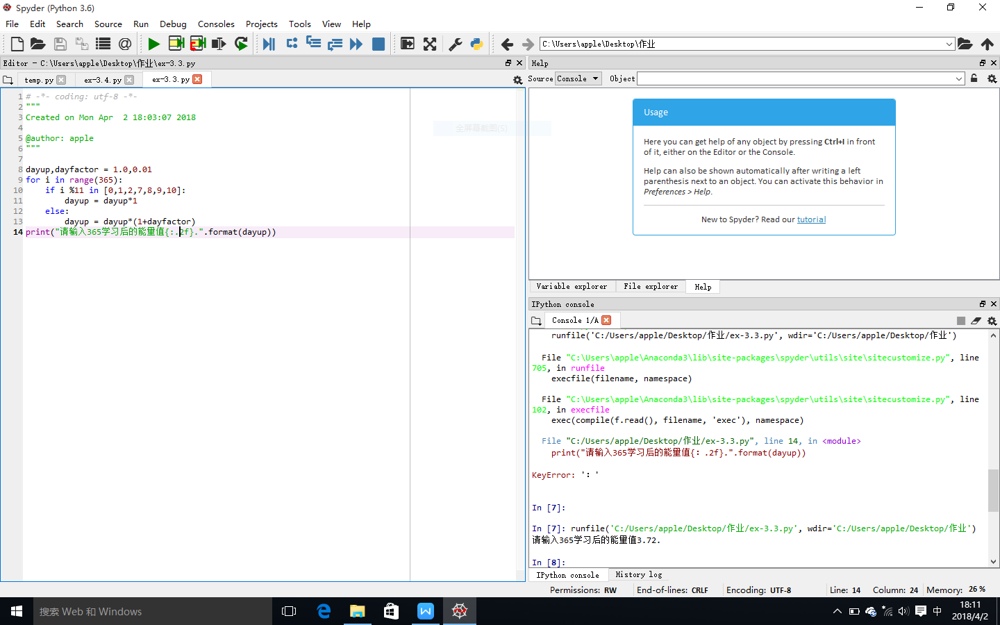 Spyder (Python 3.6)
File Edit Search Source Run Debug Consoles Projects Tools View Help
C:\Users\apple\Desktop\作业
Editor - C:\Users\apple\Desktop\作业\ex-3.3.py
temp.py ex-3.4.py ex-3.3.py
1 # -*- coding: utf-8 -*-
2 """
3 Created on Mon Apr  2 18:03:07 2018
4
5 @author: apple
6 """
7
8 dayup,dayfactor = 1.0,0.01
9 for i in range(365):
10     if i %11 in [0,1,2,7,8,9,10]:
11         dayup = dayup*1
12     else:
13         dayup = dayup*(1+dayfactor)
14 print("请输入365学习后的能量值{:.2f}.".format(dayup))
全屏幕截图(S)
Help
Source Console Object
Usage
Here you can get help of any object by pressing Ctrl+I in front
of it, either on the Editor or the Console.
Help can also be shown automatically after writing a left
parenthesis next to an object. You can activate this behavior in
Preferences > Help.
New to Spyder? Read our tutorial
Variable explorer File explorer Help
IPython console
Console 1/A
runfile('C:/Users/apple/Desktop/作业/ex-3.3.py', wdir='C:/Users/apple/Desktop/作业')
File "C:\Users\apple\Anaconda3\lib\site-packages\spyder\utils\site\sitecustomize.py", line
705, in runfile
execfile(filename, namespace)
File "C:\Users\apple\Anaconda3\lib\site-packages\spyder\utils\site\sitecustomize.py", line
102, in execfile
exec(compile(f.read(), filename, 'exec'), namespace)
File "C:/Users/apple/Desktop/作业/ex-3.3.py", line 14, in <module>
print("请输入365学习后的能量值{：.2f}.".format(dayup))
KeyError: '：'
In [7]:
In [7]: runfile('C:/Users/apple/Desktop/作业/ex-3.3.py', wdir='C:/Users/apple/Desktop/作业')
请输入365学习后的能量值3.72.
In [8]:
IPython console History log
Permissions: RW End-of-lines: CRLF Encoding: UTF-8 Line: 14 Column: 24 Memory: 26 %
搜索 Web 和 Windows
中
18:11
2018/4/2